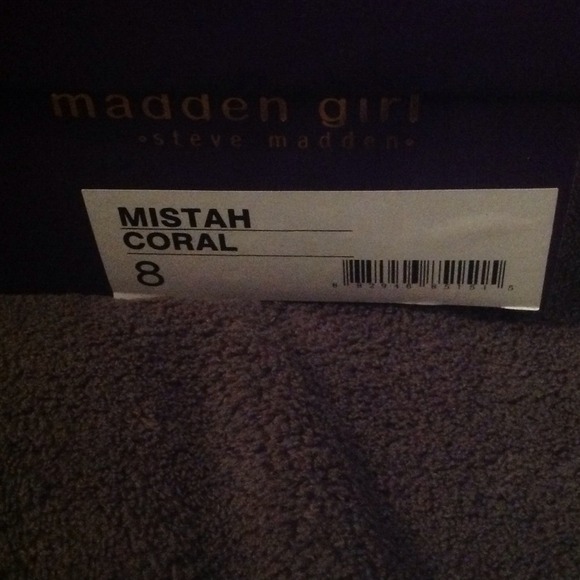 madden girl
•steve madden•
MISTAH
CORAL
8